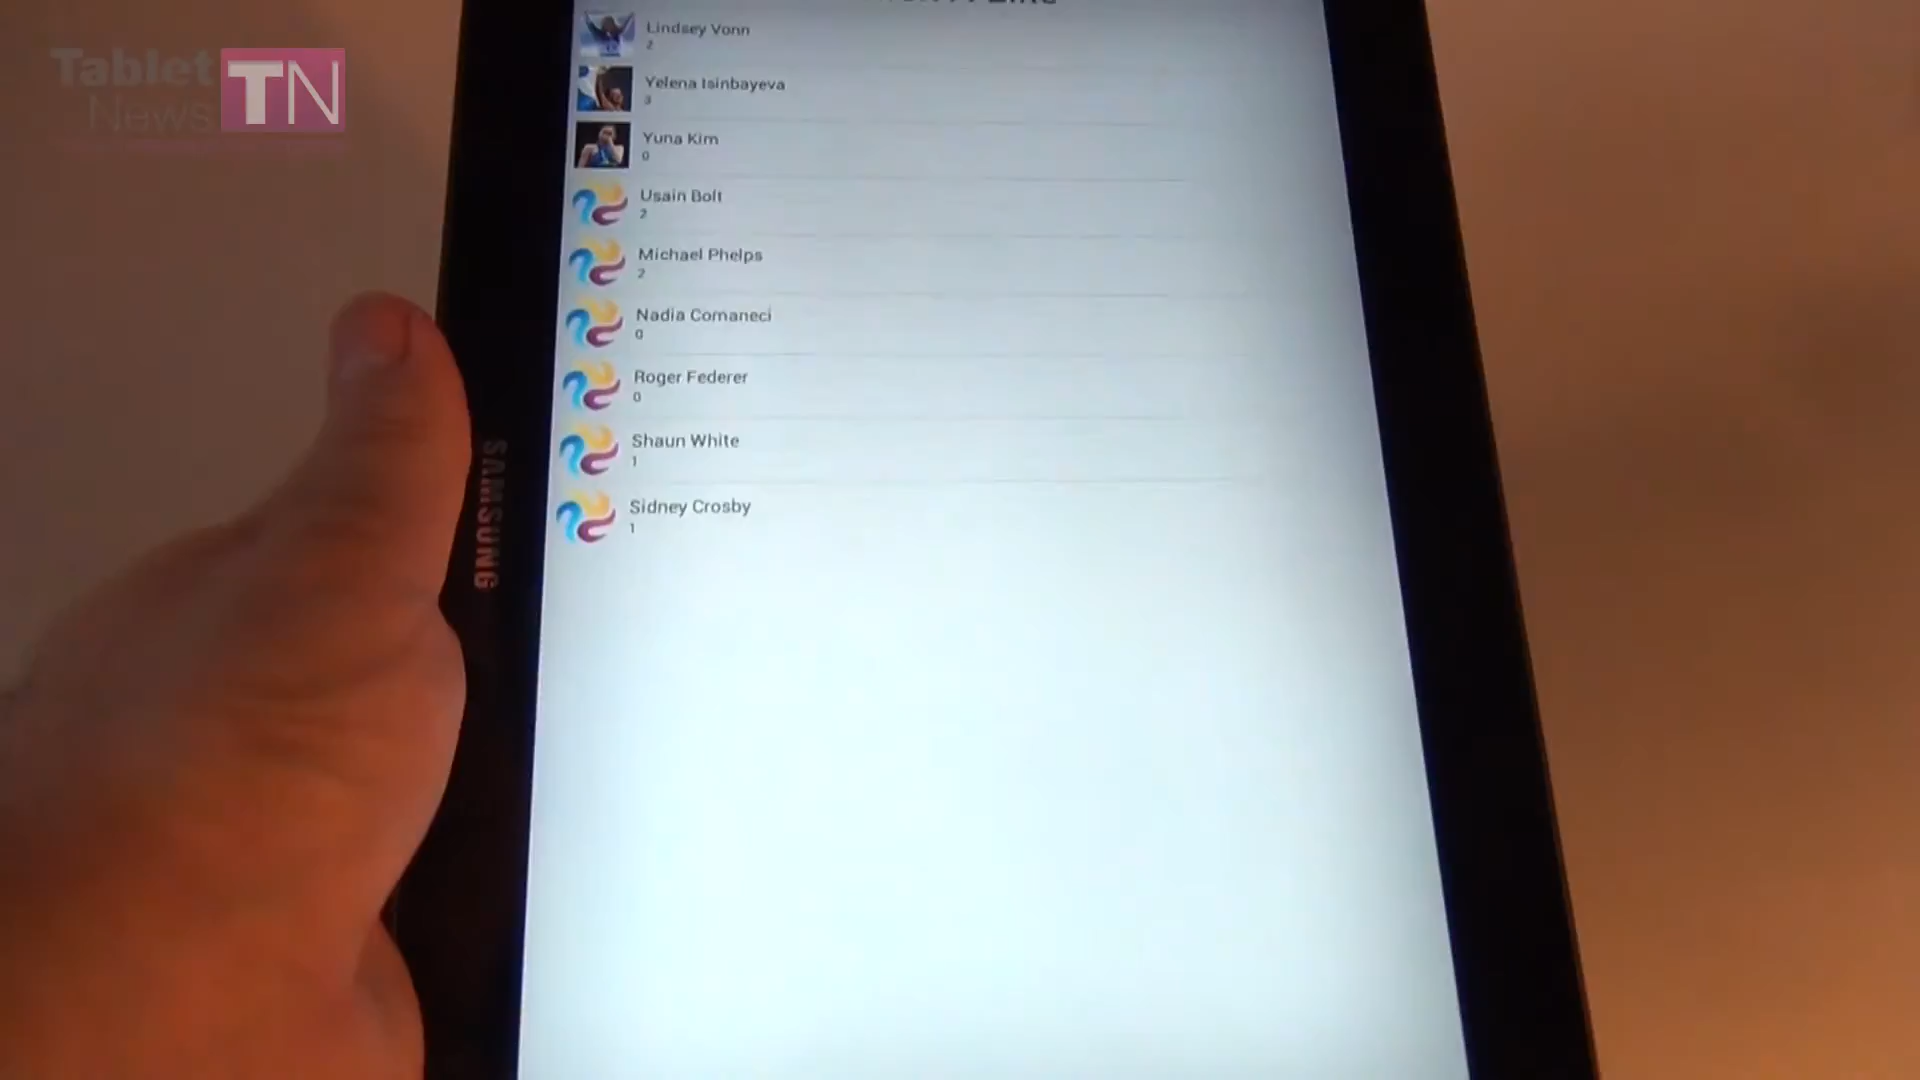 Tablet
News
TN
Lindsey Vonn
2
Yelena Isinbayeva
3
Yuna Kim
0
Usain Bolt
2
Michael Phelps
2
Nadia Comaneci
0
Roger Federer
0
Shaun White
1
Sidney Crosby
1
SAMSUNG